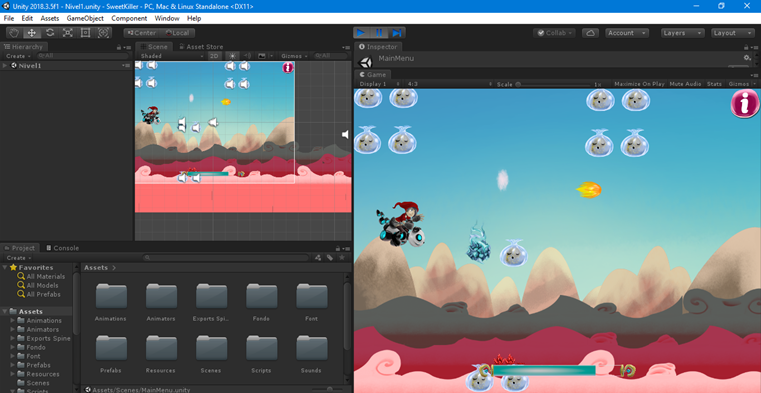 Unity 2018.3.5f1 - Nivel1.unity - SweetKiller - PC, Mac & Linux Standalone <DX11>
File Edit Assets GameObject Component Window Help
Center Local Collab Account Layers Layout
Hierarchy Scene Asset Store Inspector
Create All Shaded 2D Gizmos MainMenu
Nivel1
Game
Display 1 4:3 Scale 1x Maximize On Play Mute Audio Stats Gizmos
i
i
Project Console
Create
Favorites Assets
All Materials
All Models
All Prefabs
Assets
Animations
Animators
Exports Spine
Fondo
Font
Prefabs
Resources
Scenes
Scripts
Animations Animators Exports Spi... Fondo Font
Prefabs Resources Scenes Scripts Sounds
Assets/Scenes/MainMenu.unity